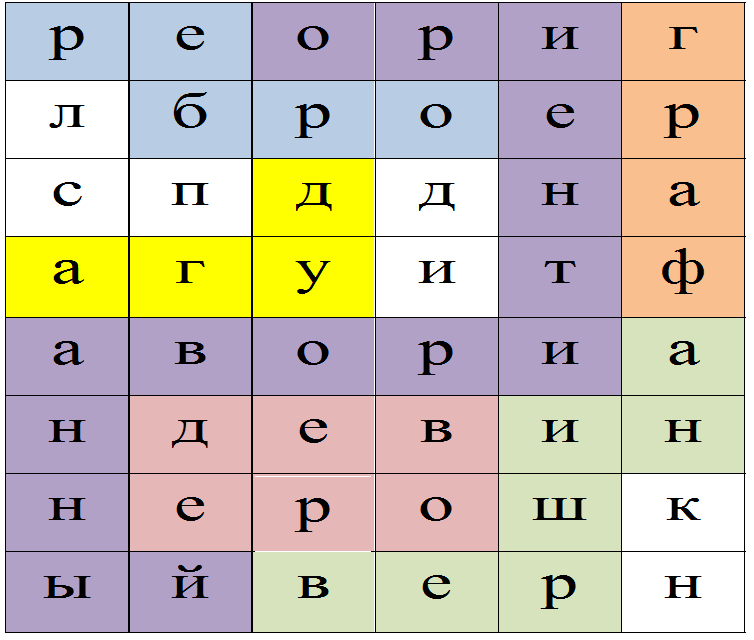 р е о р и г
л б р о е р
с п д д н а
а г у и т ф
а в о р и а
н д е в и н
н е р о ш к
ы й в е р н